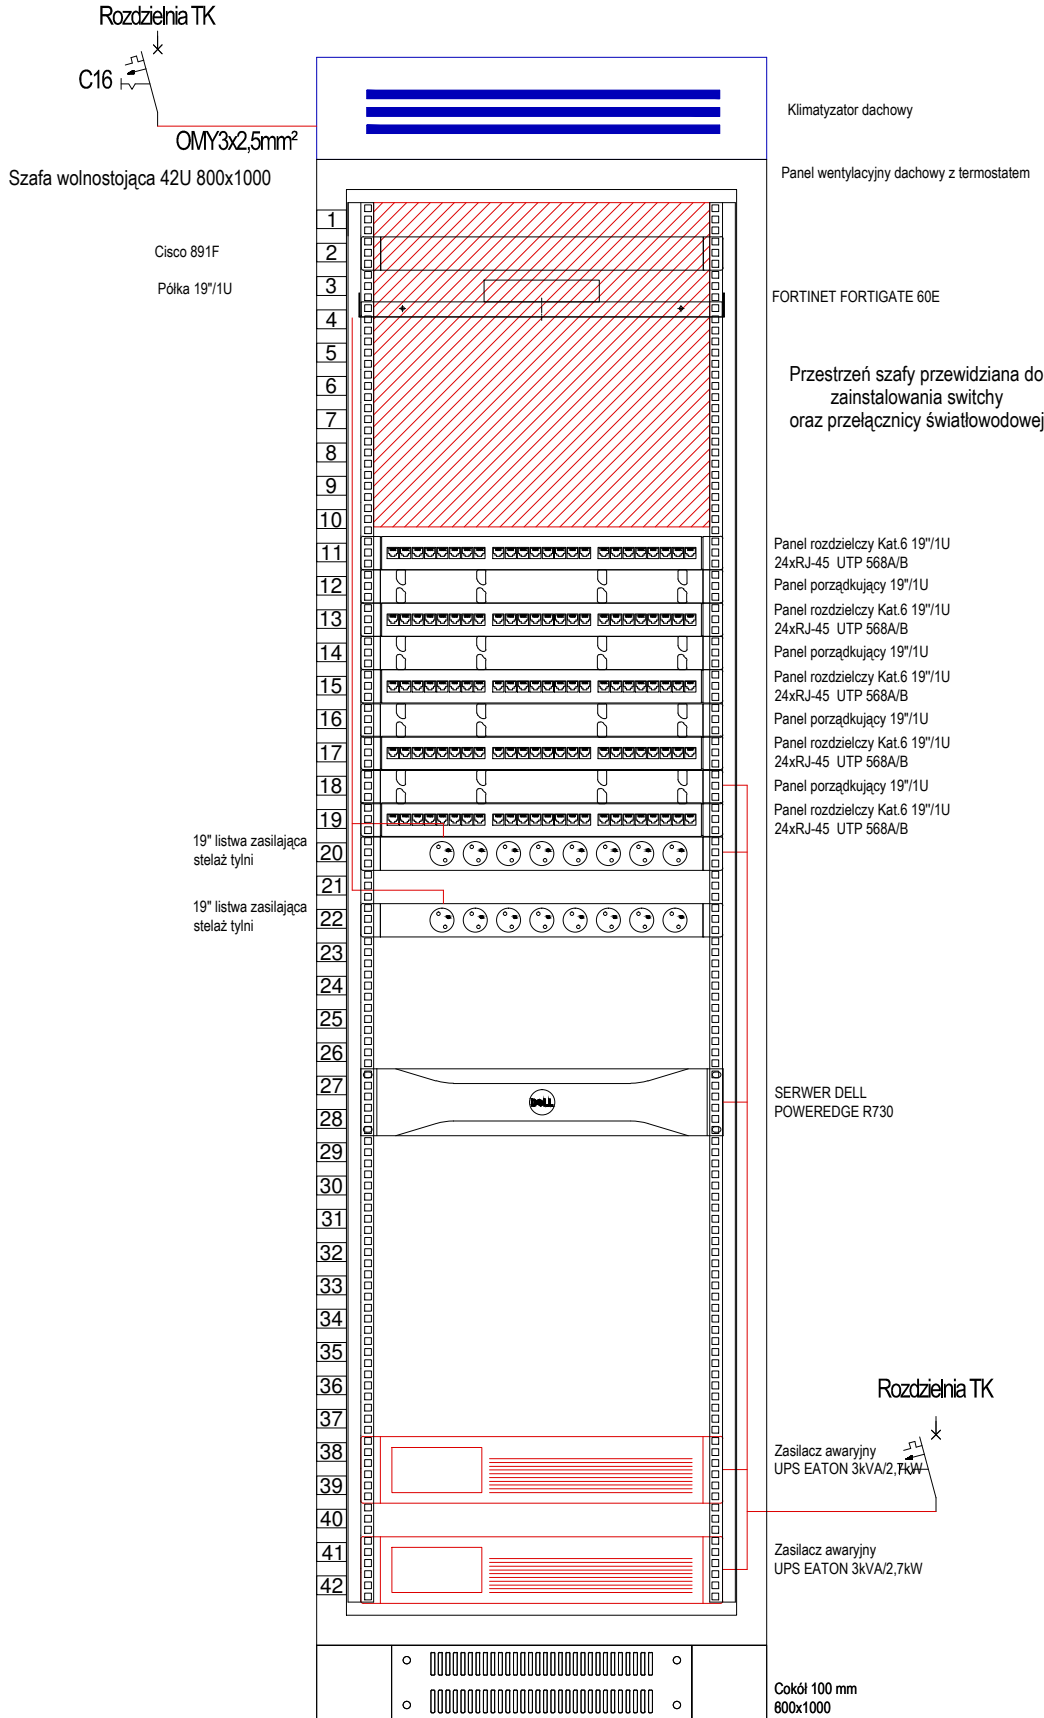 Rozdzielnia TK
C16
OMY3x2,5mm²
Szafa wolnostojąca 42U 800x1000
Klimatyzator dachowy
Panel wentylacyjny dachowy z termostatem
1
2
Cisco 891F
3
Półka 19"/1U
FORTINET FORTIGATE 60E
4
5
6
Przestrzeń szafy przewidziana do
zainstalowania switchy
oraz przełącznicy światłowodowej
7
8
9
10
11
Panel rozdzielczy Kat.6 19"/1U
24xRJ-45 UTP 568A/B
12
Panel porządkujący 19"/1U
13
Panel rozdzielczy Kat.6 19"/1U
24xRJ-45 UTP 568A/B
14
Panel porządkujący 19"/1U
15
Panel rozdzielczy Kat.6 19"/1U
24xRJ-45 UTP 568A/B
16
Panel porządkujący 19"/1U
17
Panel rozdzielczy Kat.6 19"/1U
24xRJ-45 UTP 568A/B
18
Panel porządkujący 19"/1U
19
Panel rozdzielczy Kat.6 19"/1U
24xRJ-45 UTP 568A/B
19" listwa zasilająca
stelaż tylni
20
21
19" listwa zasilająca
stelaż tylni
22
23
24
25
26
27
DELL
SERWER DELL
POWEREDGE R730
28
29
30
31
32
33
34
35
36
Rozdzielnia TK
37
38
Zasilacz awaryjny
UPS EATON 3kVA/2,7kW
39
40
41
Zasilacz awaryjny
UPS EATON 3kVA/2,7kW
42
Cokół 100 mm
600x1000